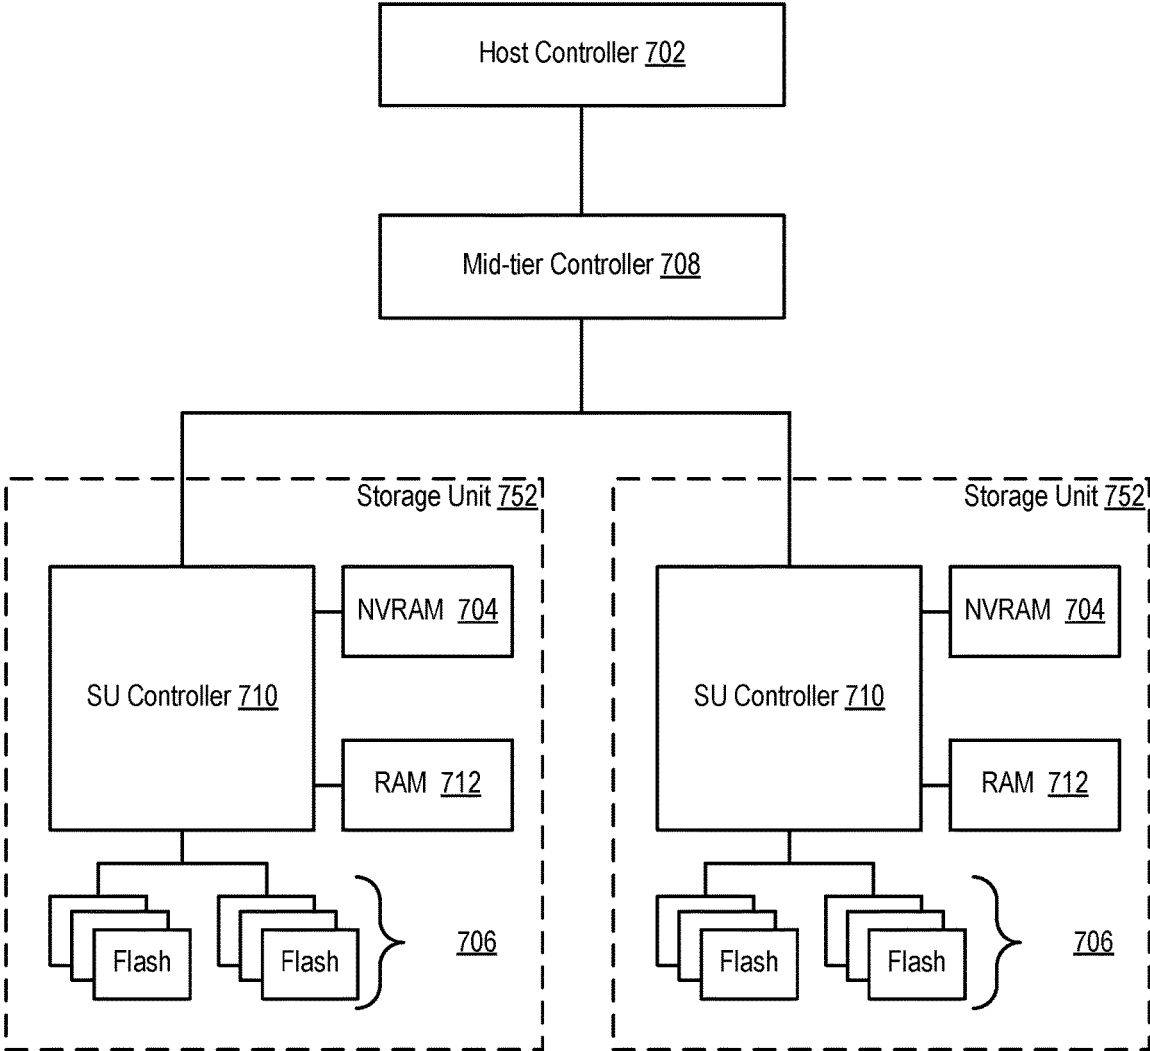 Host Controller 702
Mid-tier Controller 708
Storage Unit 752
SU Controller 710
NVRAM 704
RAM 712
Flash
Flash
706
Storage Unit 752
SU Controller 710
NVRAM 704
RAM 712
Flash
Flash
706